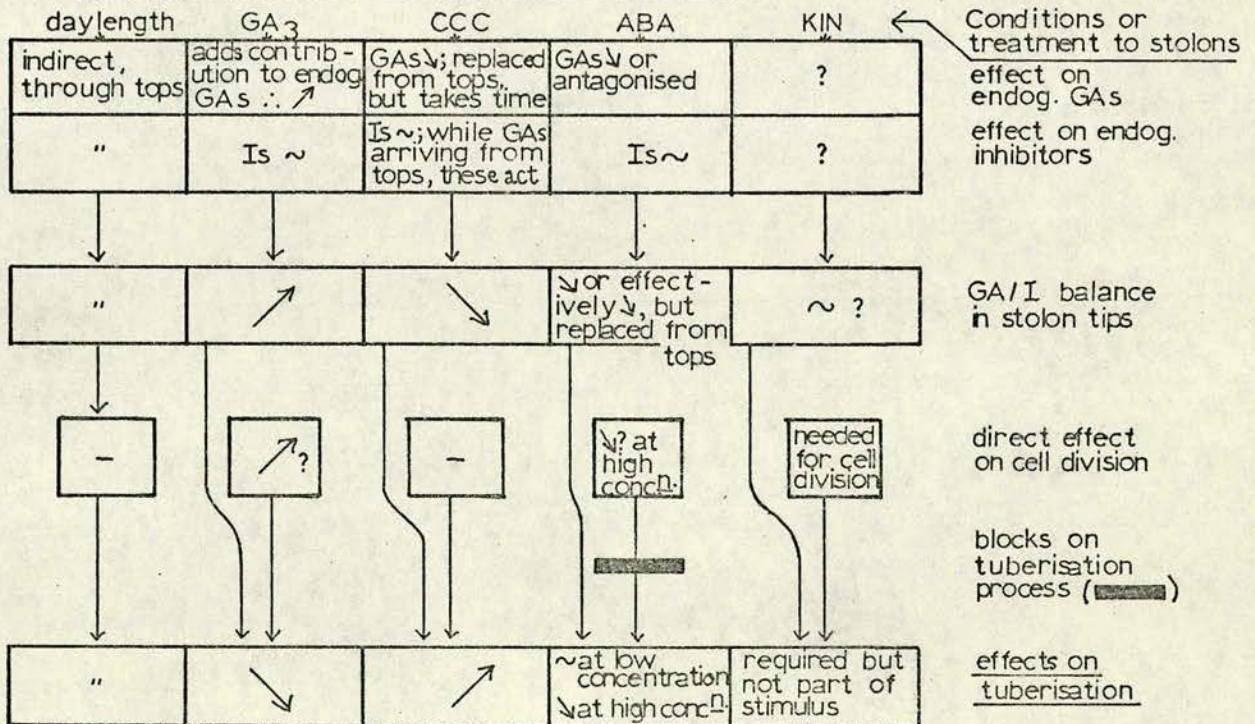 daylength
GA3
CCC
ABA
KIN
Conditions or
treatment to stolons
indirect,
through tops
adds contrib-
ution to endog
GAs ∴ ↗
GAs↘; replaced
from tops,
but takes time
GAs↘ or
antagonised
?
effect on
endog. GAs
"
Is ~
Is ~; while GAs
arriving from
tops, these act
Is ~
?
effect on endog.
inhibitors
"
↗
↘
↘ or effect-
ively ↘, but
replaced from
tops
~ ?
GA/I balance
in stolon tips
–
↗?
–
↘? at
high
concn.
needed
for cell
division
direct effect
on cell division
blocks on
tuberisation
process ( )
"
↘
↗
~at low
concentration
↘at high concn.
required but
not part of
stimulus
effects on
tuberisation